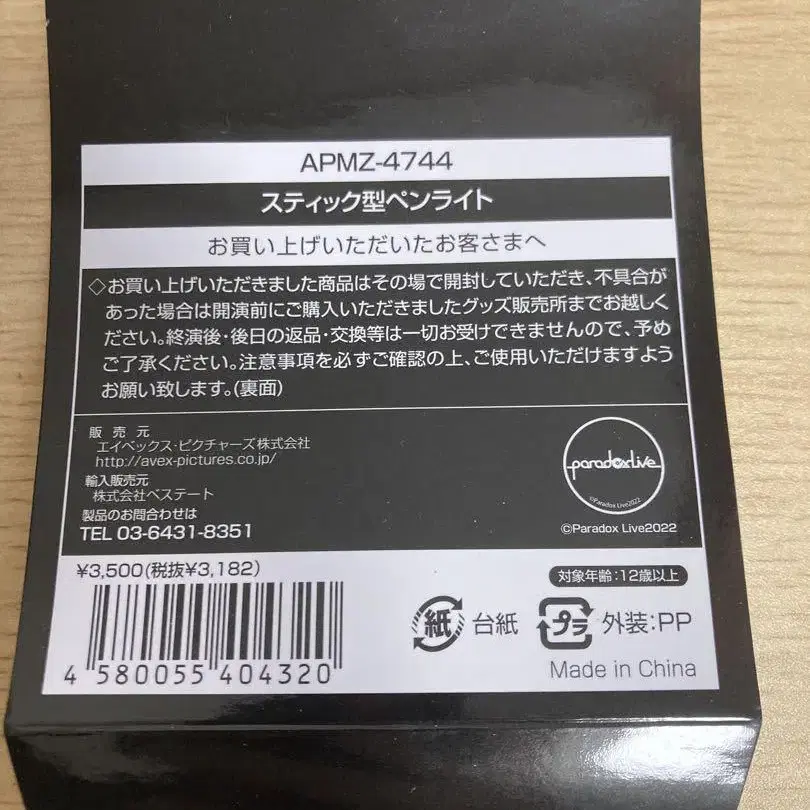 APMZ-4744
スティック型ペンライト
お買い上げいただいたお客さまへ
◇お買い上げいただきました商品はその場で開封していただき、不具合が
あった場合は開演前にご購入いただきましたグッズ販売所までお越しく
ださい。終演後・後日の返品・交換等は一切お受けできませんので、予め
ご了承ください。注意事項を必ずご確認の上、ご使用いただけますよう
お願い致します。(裏面)
販売元
エイベックス・ピクチャーズ株式会社
http://avex-pictures.co.jp/
輸入販売元
株式会社ベステート
製品のお問合わせは
TEL 03-6431-8351
paradoxlive
©Paradox Live2022
©Paradox Live2022
¥3,500(税抜¥3,182)
対象年齢:12歳以上
4 580055 404320
紙 台紙 プラ 外装:PP
Made in China